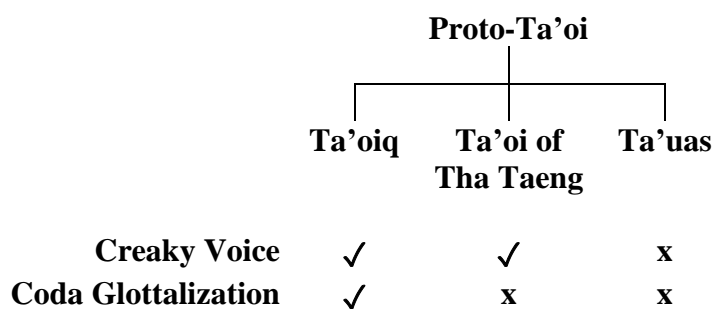 Proto-Ta’oi
Ta’oiq Ta’oi of Ta’uas
Tha Taeng
Creaky Voice ✓ ✓ x
Coda Glottalization ✓ x x